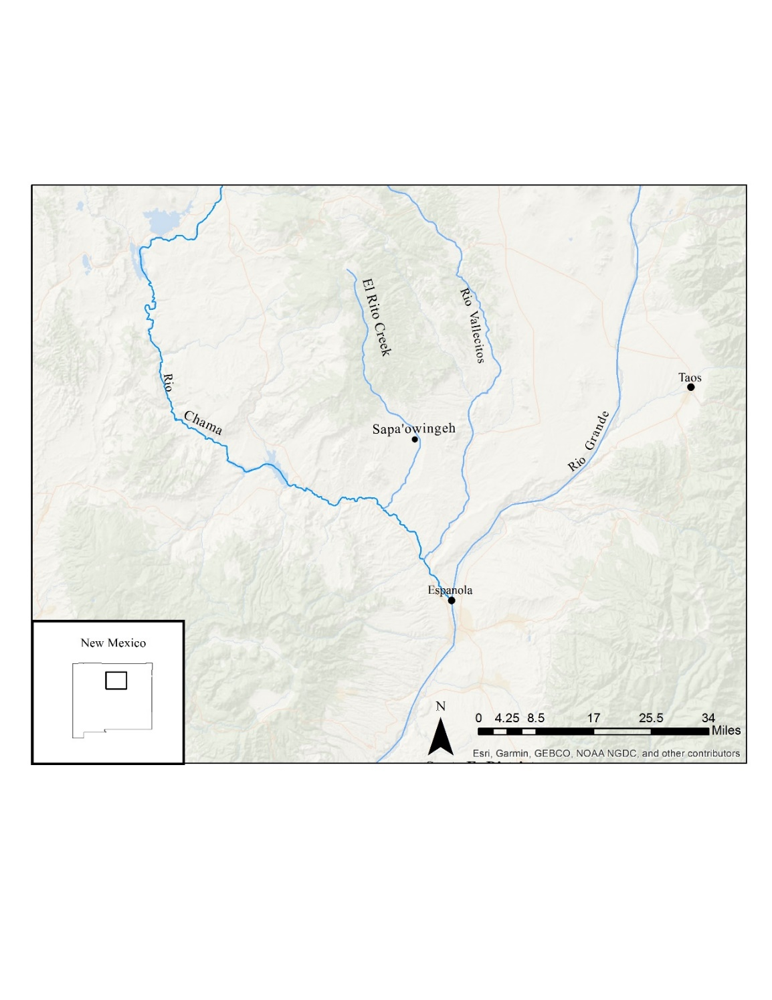 El Rito Creek
Rio Vallecitos
Rio
Chama
Taos
Sapa'owingeh
Rio Grande
Espanola
New Mexico
N
0 4.25 8.5 17 25.5 34
Miles
Esri, Garmin, GEBCO, NOAA NGDC, and other contributors